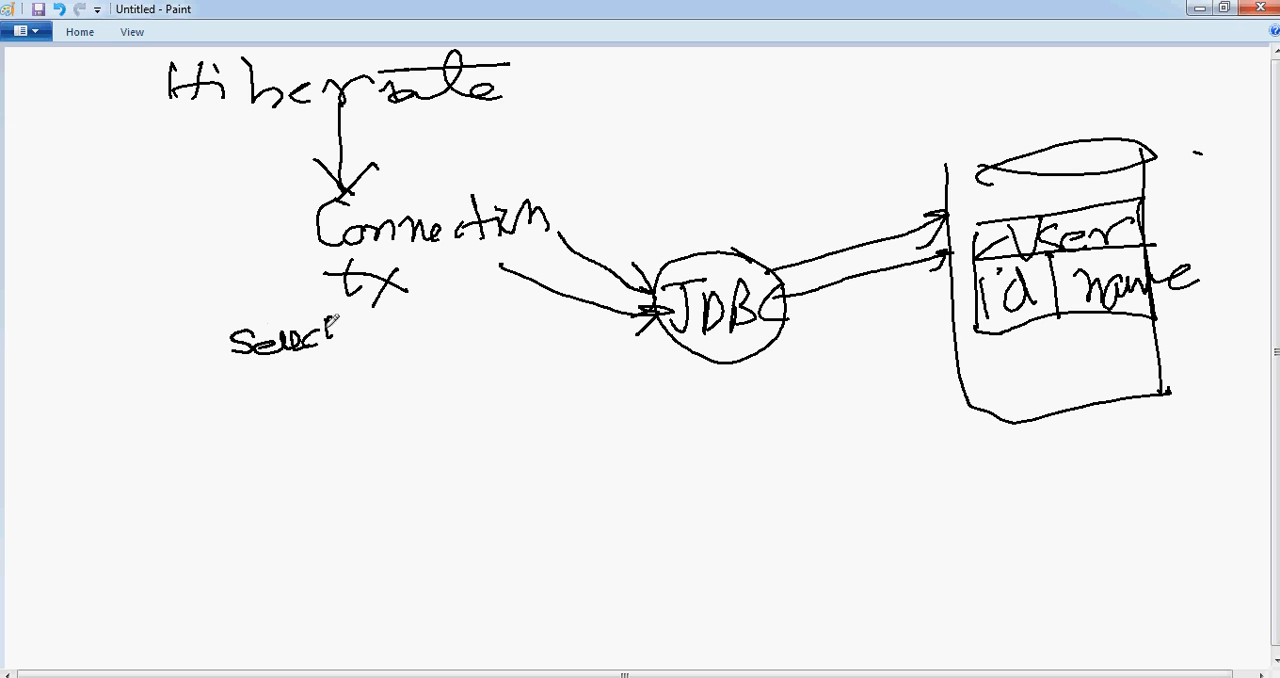 Untitled - Paint
Home View
Hibernate
Connection
tx
select
JDBC
User
id name